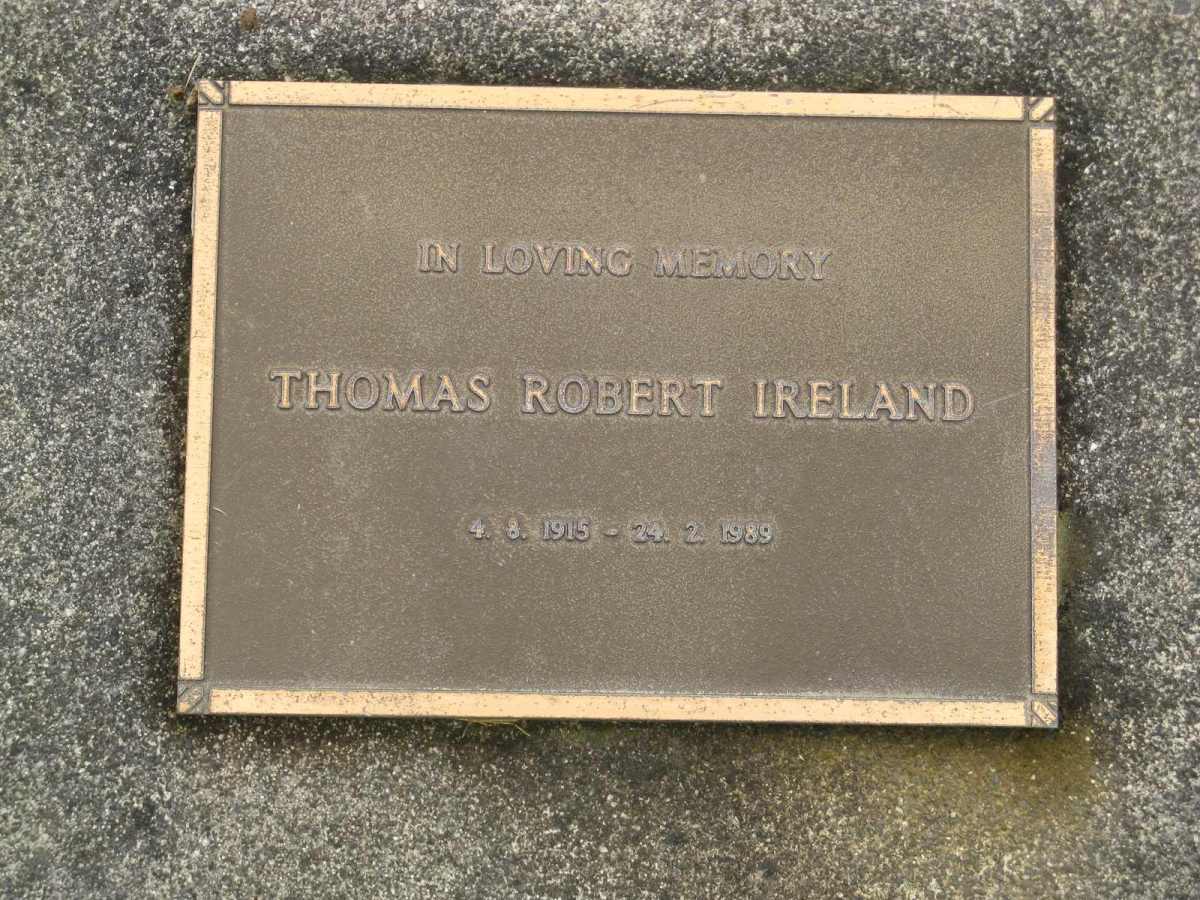 IN LOVING MEMORY
THOMAS ROBERT IRELAND
4. 8. 1915 - 24. 2. 1989